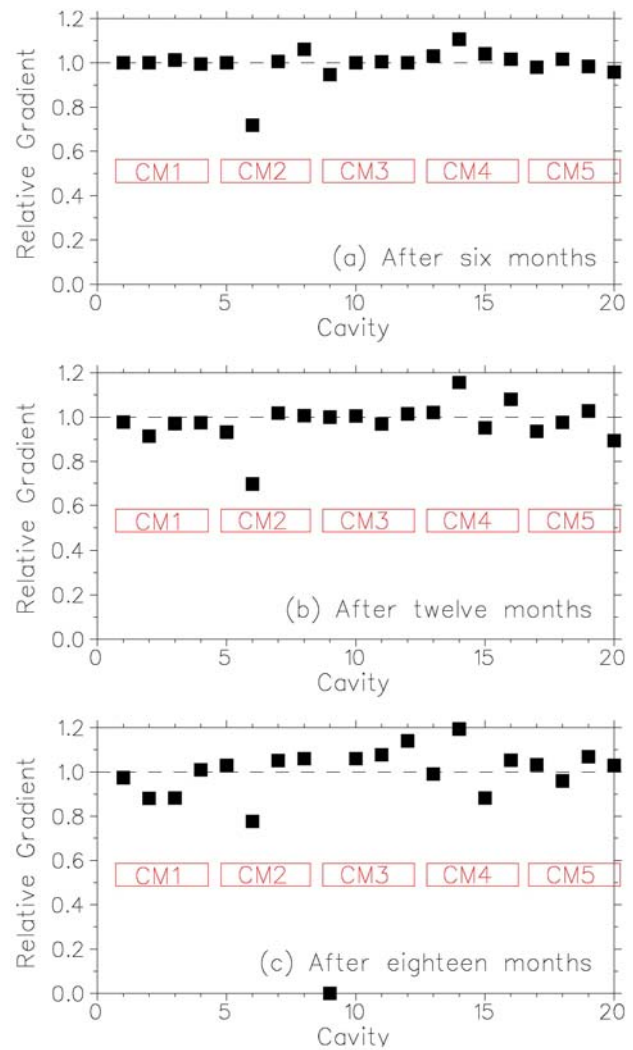 1.2
1.0
0.8
0.6
0.4
0.2
0.0
Relative Gradient
CM1 CM2 CM3 CM4 CM5
(a) After six months
0 5 10 15 20
Cavity
1.2
1.0
0.8
0.6
0.4
0.2
0.0
Relative Gradient
CM1 CM2 CM3 CM4 CM5
(b) After twelve months
0 5 10 15 20
Cavity
1.2
1.0
0.8
0.6
0.4
0.2
0.0
Relative Gradient
CM1 CM2 CM3 CM4 CM5
(c) After eighteen months
0 5 10 15 20
Cavity